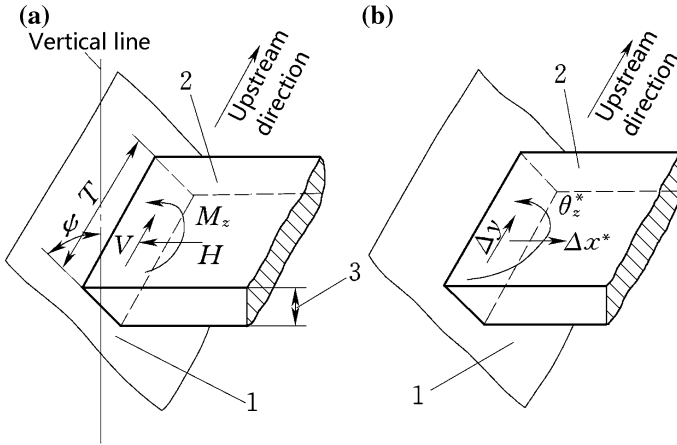 (a)
Vertical line
2
Upstream
direction
T
ψ
V
M_z
H
3
1
(b)
2
Upstream
direction
θ_z^*
Δy
Δx*
1